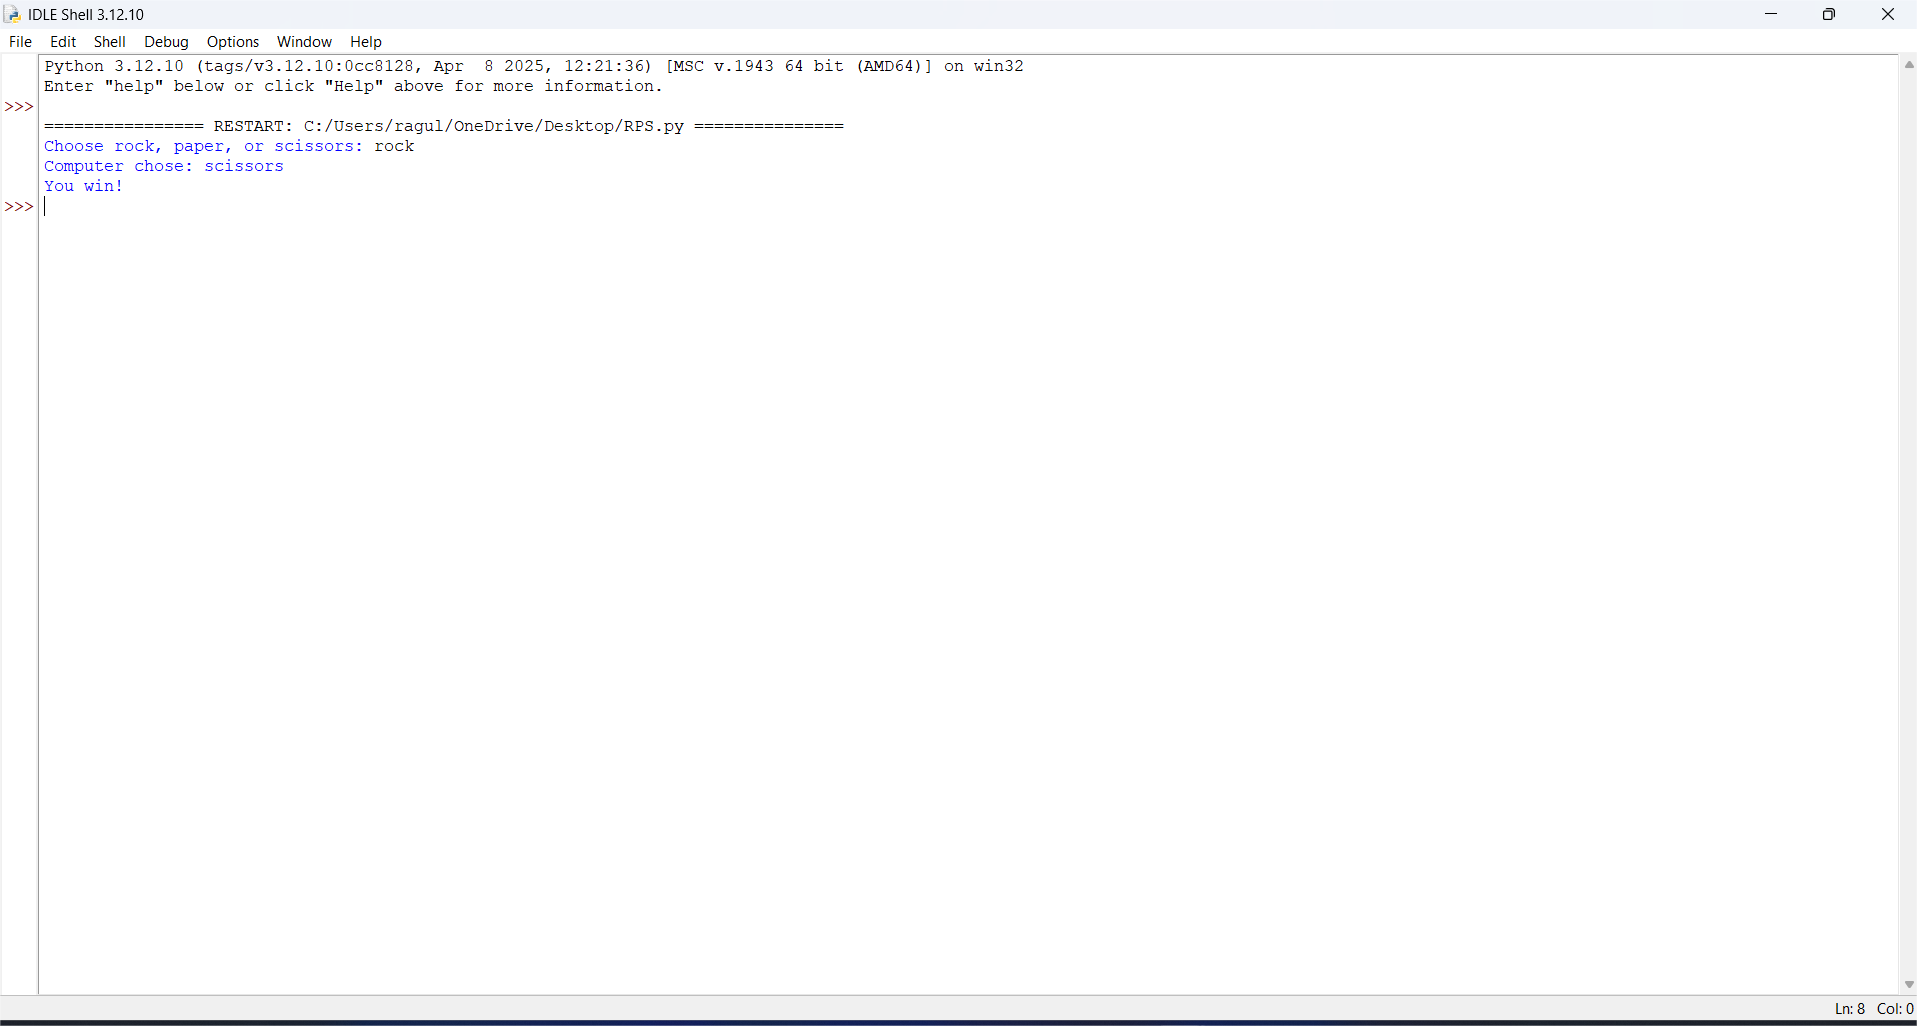 IDLE Shell 3.12.10
File Edit Shell Debug Options Window Help
Python 3.12.10 (tags/v3.12.10:0cc8128, Apr  8 2025, 12:21:36) [MSC v.1943 64 bit (AMD64)] on win32
Enter "help" below or click "Help" above for more information.
>>>
================ RESTART: C:/Users/ragul/OneDrive/Desktop/RPS.py ===============
Choose rock, paper, or scissors: rock
Computer chose: scissors
You win!
>>>
Ln: 8 Col: 0